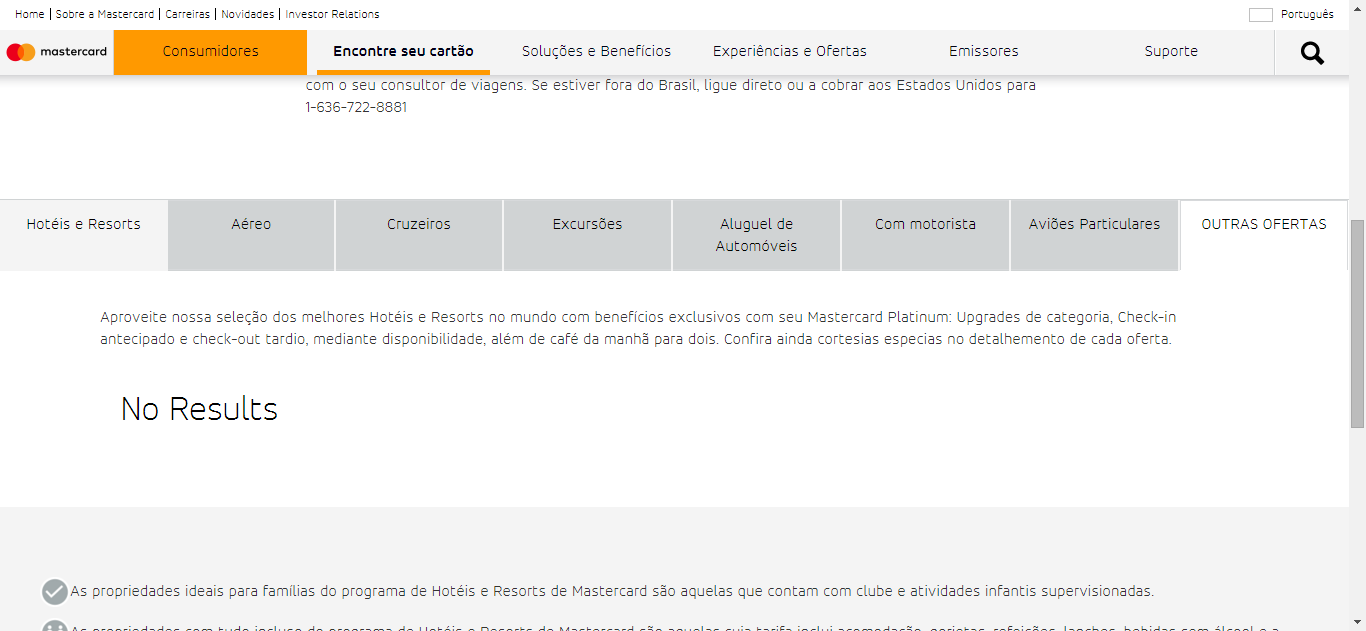 Home | Sobre a Mastercard | Carreiras | Novidades | Investor Relations
Português
mastercard
Consumidores
Encontre seu cartão
Soluções e Benefícios
Experiências e Ofertas
Emissores
Suporte
com o seu consultor de viagens. Se estiver fora do Brasil, ligue direto ou a cobrar aos Estados Unidos para
1-636-722-8881
Hotéis e Resorts
Aéreo
Cruzeiros
Excursões
Aluguel de
Automóveis
Com motorista
Aviões Particulares
OUTRAS OFERTAS
Aproveite nossa seleção dos melhores Hotéis e Resorts no mundo com benefícios exclusivos com seu Mastercard Platinum: Upgrades de categoria, Check-in
antecipado e check-out tardio, mediante disponibilidade, além de café da manhã para dois. Confira ainda cortesias especias no detalhemento de cada oferta.
No Results
As propriedades ideais para famílias do programa de Hotéis e Resorts de Mastercard são aquelas que contam com clube e atividades infantis supervisionadas.
As propriedades com tudo incluso do programa de Hotéis e Resorts de Mastercard são aquelas cuja tarifa inclui acomodação, gorjetas, refeições, lanches, bebidas sem álcool e a